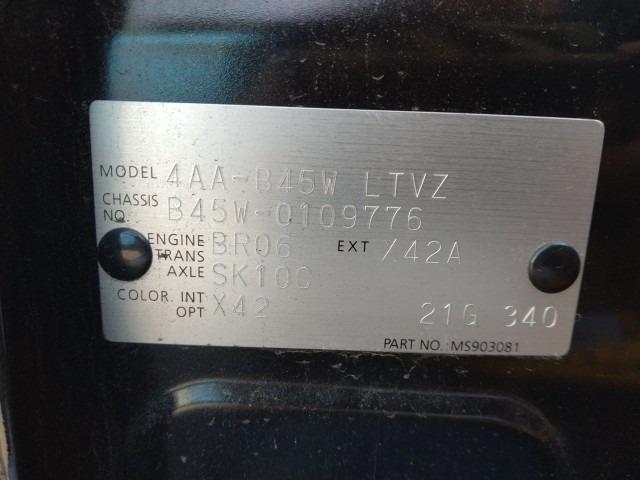 MODEL 4AA-B45W LTVZ
CHASSIS NO. B45W-0109776
ENGINE BR06 EXT X42A
TRANS AXLE SK10C
COLOR. INT X42
OPT 21G 340
PART NO.: MS903081